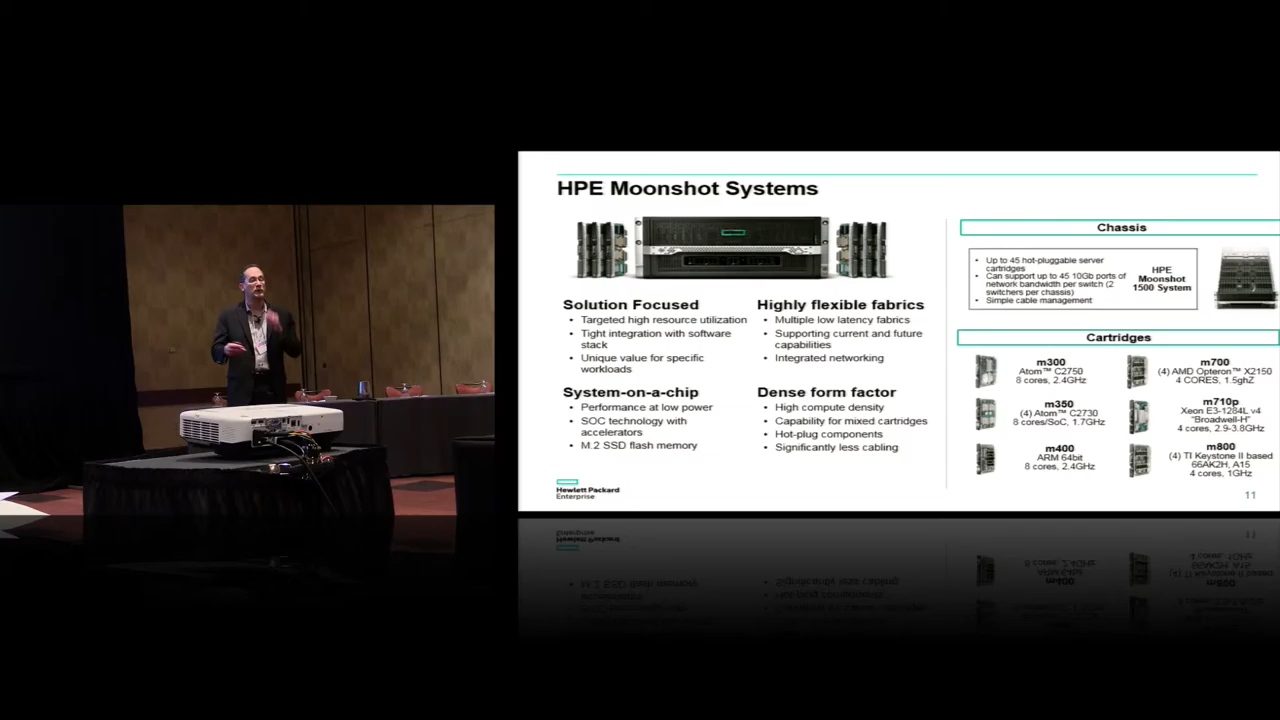 HPE Moonshot Systems
Solution Focused
• Targeted high resource utilization
• Tight integration with software
stack
• Unique value for specific
workloads
Highly flexible fabrics
• Multiple low latency fabrics
• Supporting current and future
capabilities
• Integrated networking
System-on-a-chip
• Performance at low power
• SOC technology with
accelerators
• M.2 SSD flash memory
Dense form factor
• High compute density
• Capability for mixed cartridges
• Hot-plug components
• Significantly less cabling
Chassis
• Up to 45 hot-pluggable server
cartridges
• Can support up to 45 10Gb ports of
network bandwidth per switch (2
switchers per chassis)
• Simple cable management
HPE
Moonshot
1500 System
Cartridges
m300
Atom™ C2750
8 cores, 2.4GHz
m700
(4) AMD Opteron™ X2150
4 CORES, 1.5ghZ
m350
(4) Atom™ C2730
8 cores/SoC, 1.7GHz
m710p
Xeon E3-1284L v4
"Broadwell-H"
4 cores, 2.9-3.8GHz
m400
ARM 64bit
8 cores, 2.4GHz
m800
(4) TI Keystone II based
66AK2H, A15
4 cores, 1GHz
Hewlett Packard
Enterprise
11